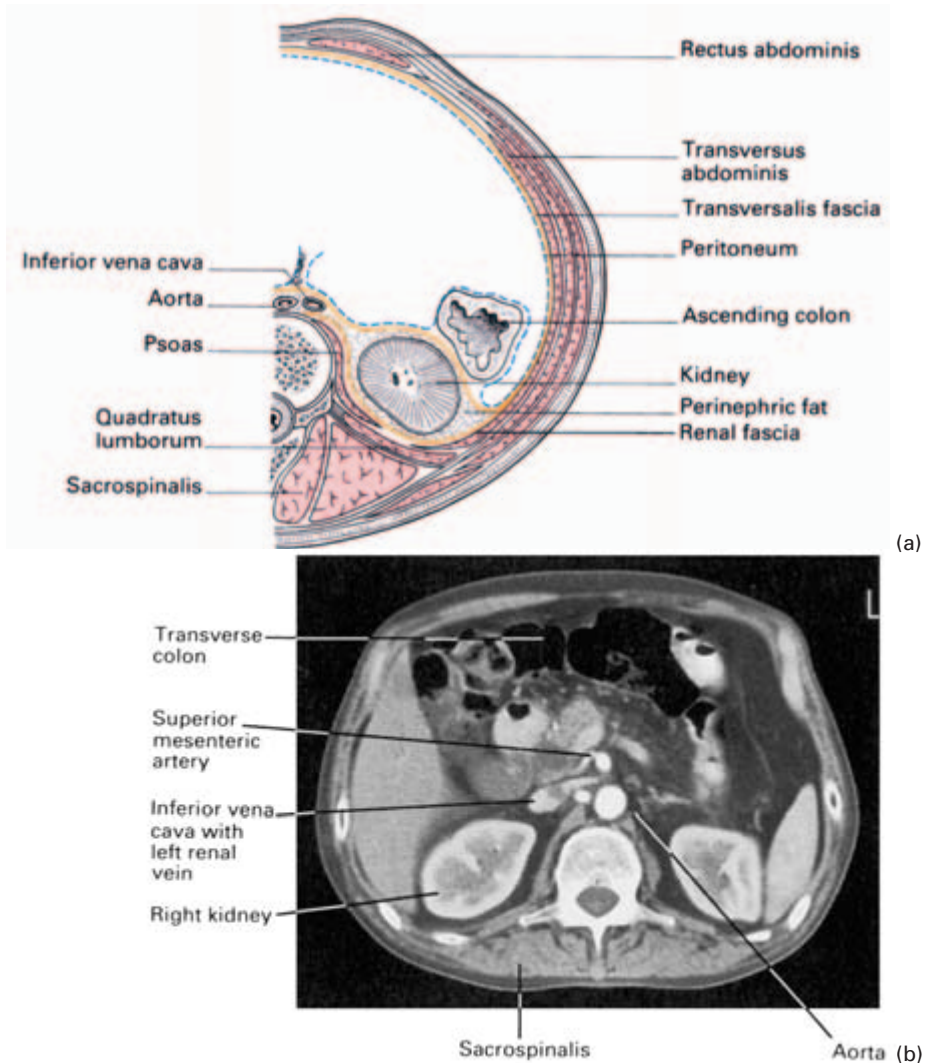 Rectus abdominis
Transversus
abdominis
Transversalis fascia
Peritoneum
Inferior vena cava
Aorta
Psoas
Ascending colon
Kidney
Perinephric fat
Renal fascia
Quadratus
lumborum
Sacrospinalis
(a)
L
Transverse
colon
Superior
mesenteric
artery
Inferior vena
cava with
left renal
vein
Right kidney
Sacrospinalis
Aorta (b)